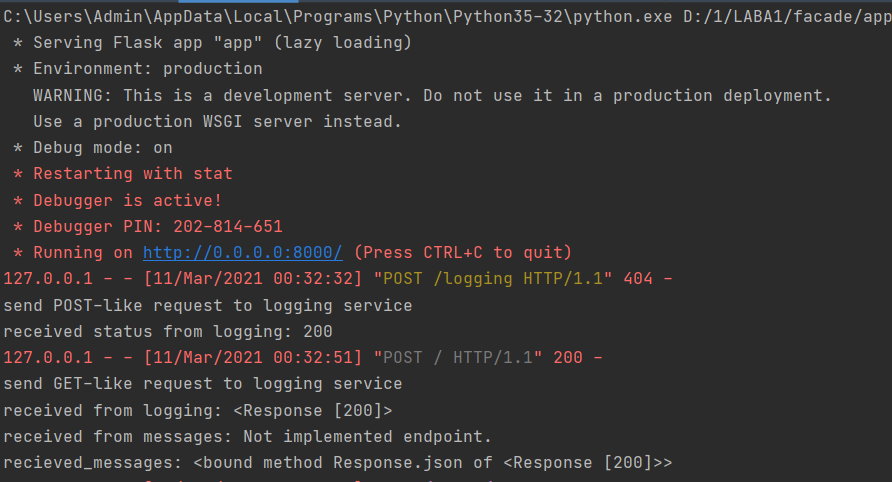 C:\Users\Admin\AppData\Local\Programs\Python\Python35-32\python.exe D:/1/LABA1/facade/app
* Serving Flask app "app" (lazy loading)
* Environment: production
WARNING: This is a development server. Do not use it in a production deployment.
Use a production WSGI server instead.
* Debug mode: on
* Restarting with stat
* Debugger is active!
* Debugger PIN: 202-814-651
* Running on http://0.0.0.0:8000/ (Press CTRL+C to quit)
127.0.0.1 - - [11/Mar/2021 00:32:32] "POST /logging HTTP/1.1" 404 -
send POST-like request to logging service
received status from logging: 200
127.0.0.1 - - [11/Mar/2021 00:32:51] "POST / HTTP/1.1" 200 -
send GET-like request to logging service
received from logging: <Response [200]>
received from messages: Not implemented endpoint.
recieved_messages: <bound method Response.json of <Response [200]>>